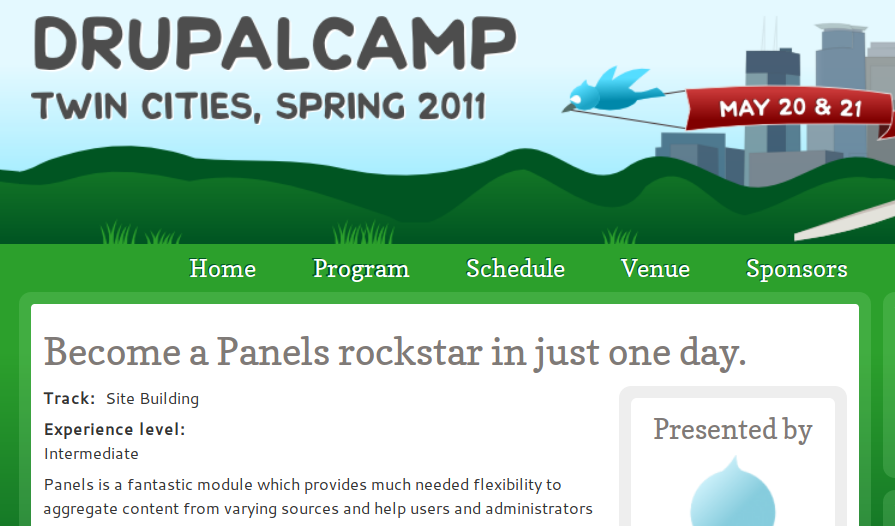 DRUPALCAMP
TWIN CITIES, SPRING 2011
MAY 20 & 21
Home Program Schedule Venue Sponsors
Become a Panels rockstar in just one day.
Track: Site Building
Experience level:
Intermediate
Presented by
Panels is a fantastic module which provides much needed flexibility to
aggregate content from varying sources and help users and administrators